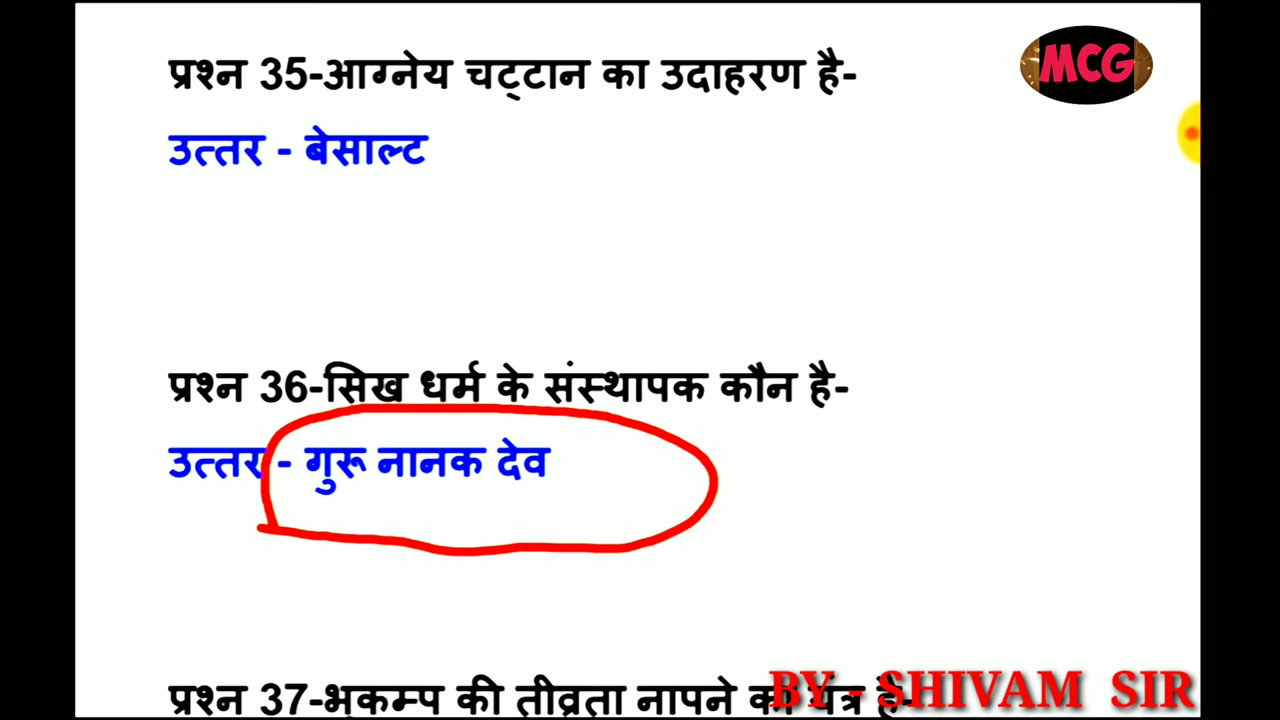 प्रश्न 35-आग्नेय चट्टान का उदाहरण है-
MCG
उत्तर - बेसाल्ट
प्रश्न 36-सिख धर्म के संस्थापक कौन है-
उत्तर - गुरू नानक देव
प्रश्न 37-भूकम्प की तीव्रता नापने का यंत्र है-
BY - SHIVAM SIR